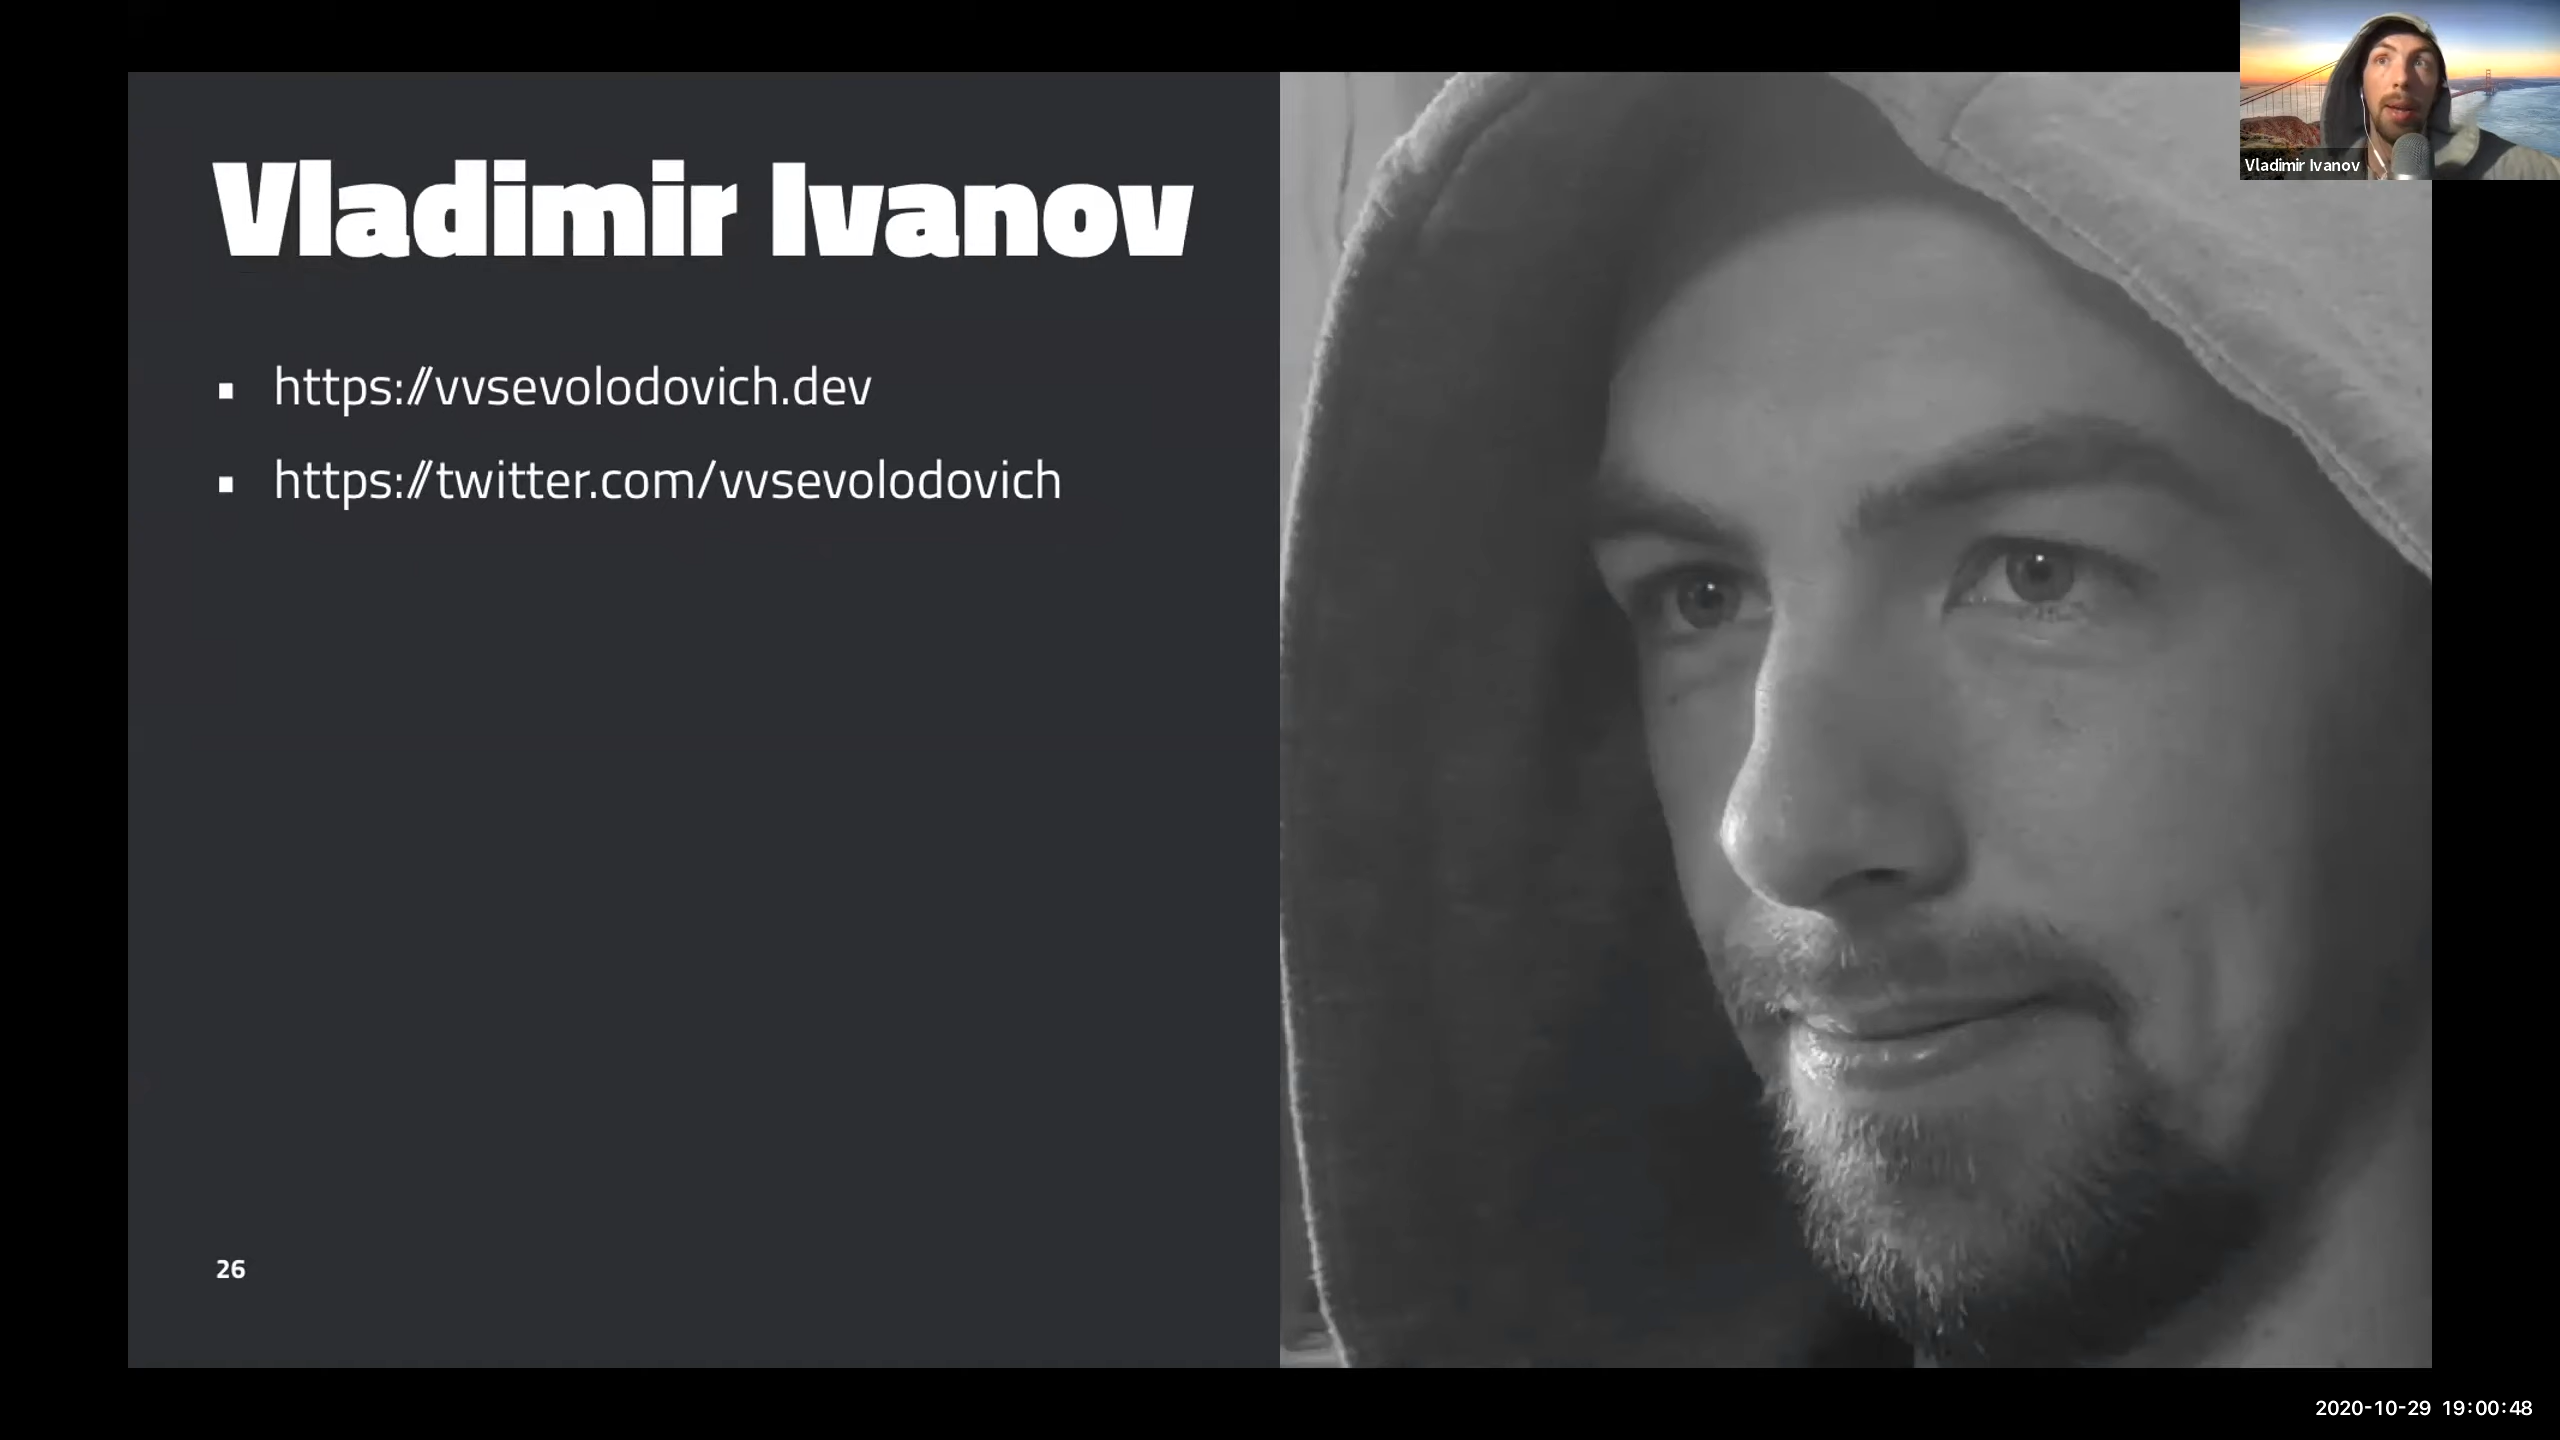 Vladimir Ivanov
Vladimir Ivanov
▪ https://vvsevolodovich.dev
▪ https://twitter.com/vvsevolodovich
26
2020-10-29 19:00:48